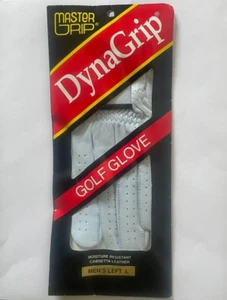 MASTER
GRIP
DynaGrip
GOLF GLOVE
MOISTURE RESISTANT
CABRETTA LEATHER
MEN'S LEFT L